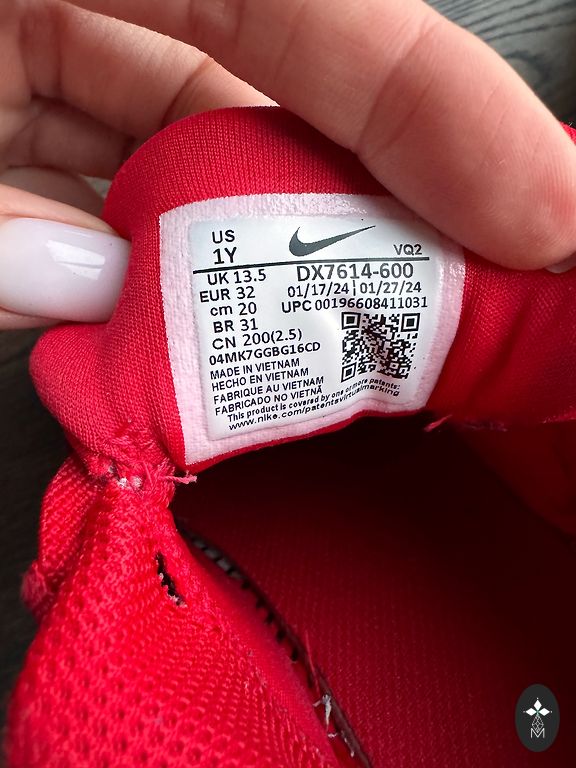 US
1Y
VQ2
UK 13.5
DX7614-600
EUR 32
01/17/24 | 01/27/24
cm 20
UPC 00196608411031
BR 31
CN 200(2.5)
04MK7GGBG16CD
MADE IN VIETNAM
HECHO EN VIETNAM
FABRIQUE AU VIETNAM
FABRICADO NO VIETNÃ
This product is covered by one or more patents:
www.nike.com/patentsvirtualmarking
M